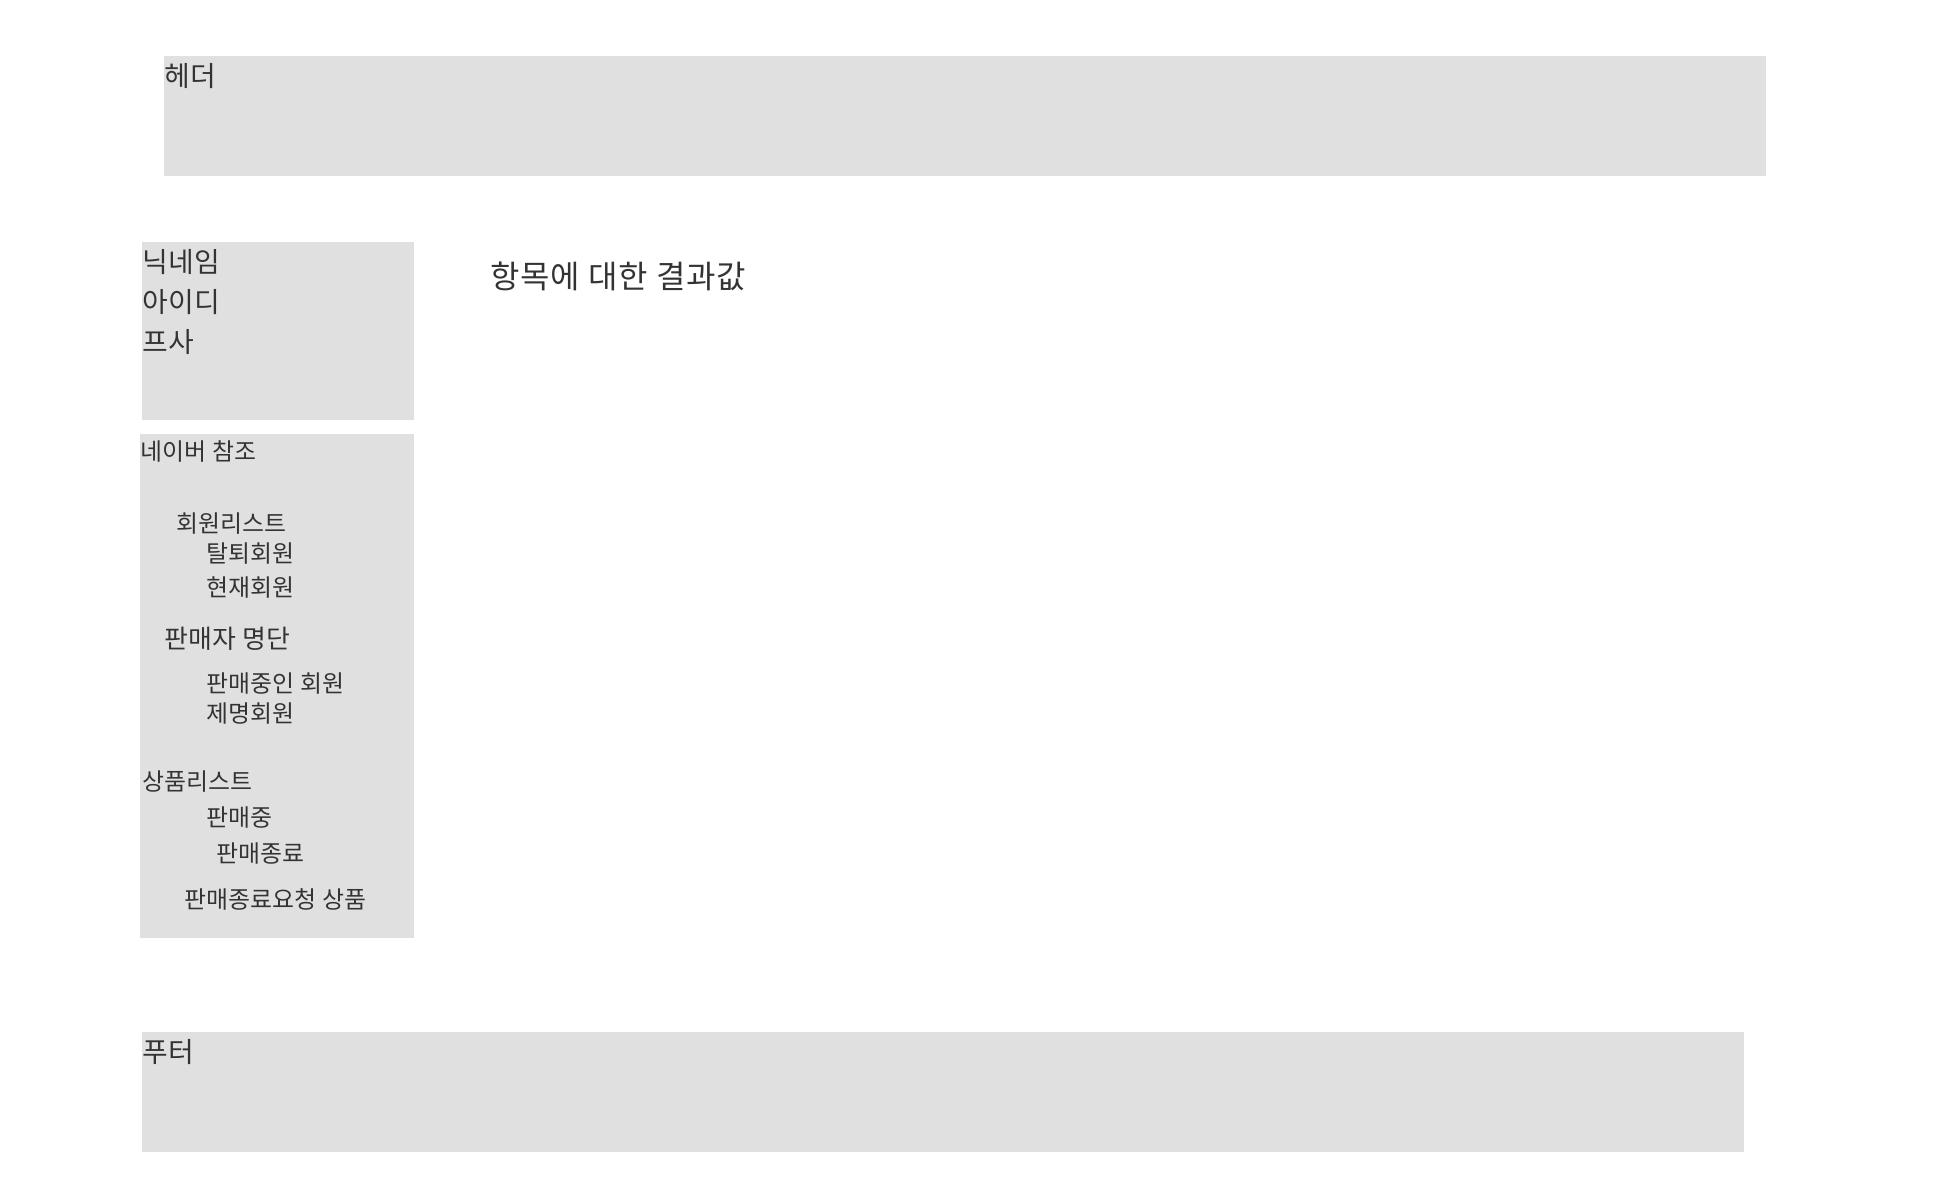 헤더
닉네임
아이디
프사
항목에 대한 결과값
네이버 참조
회원리스트
탈퇴회원
현재회원
판매자 명단
판매중인 회원
제명회원
상품리스트
판매중
판매종료
판매종료요청 상품
푸터